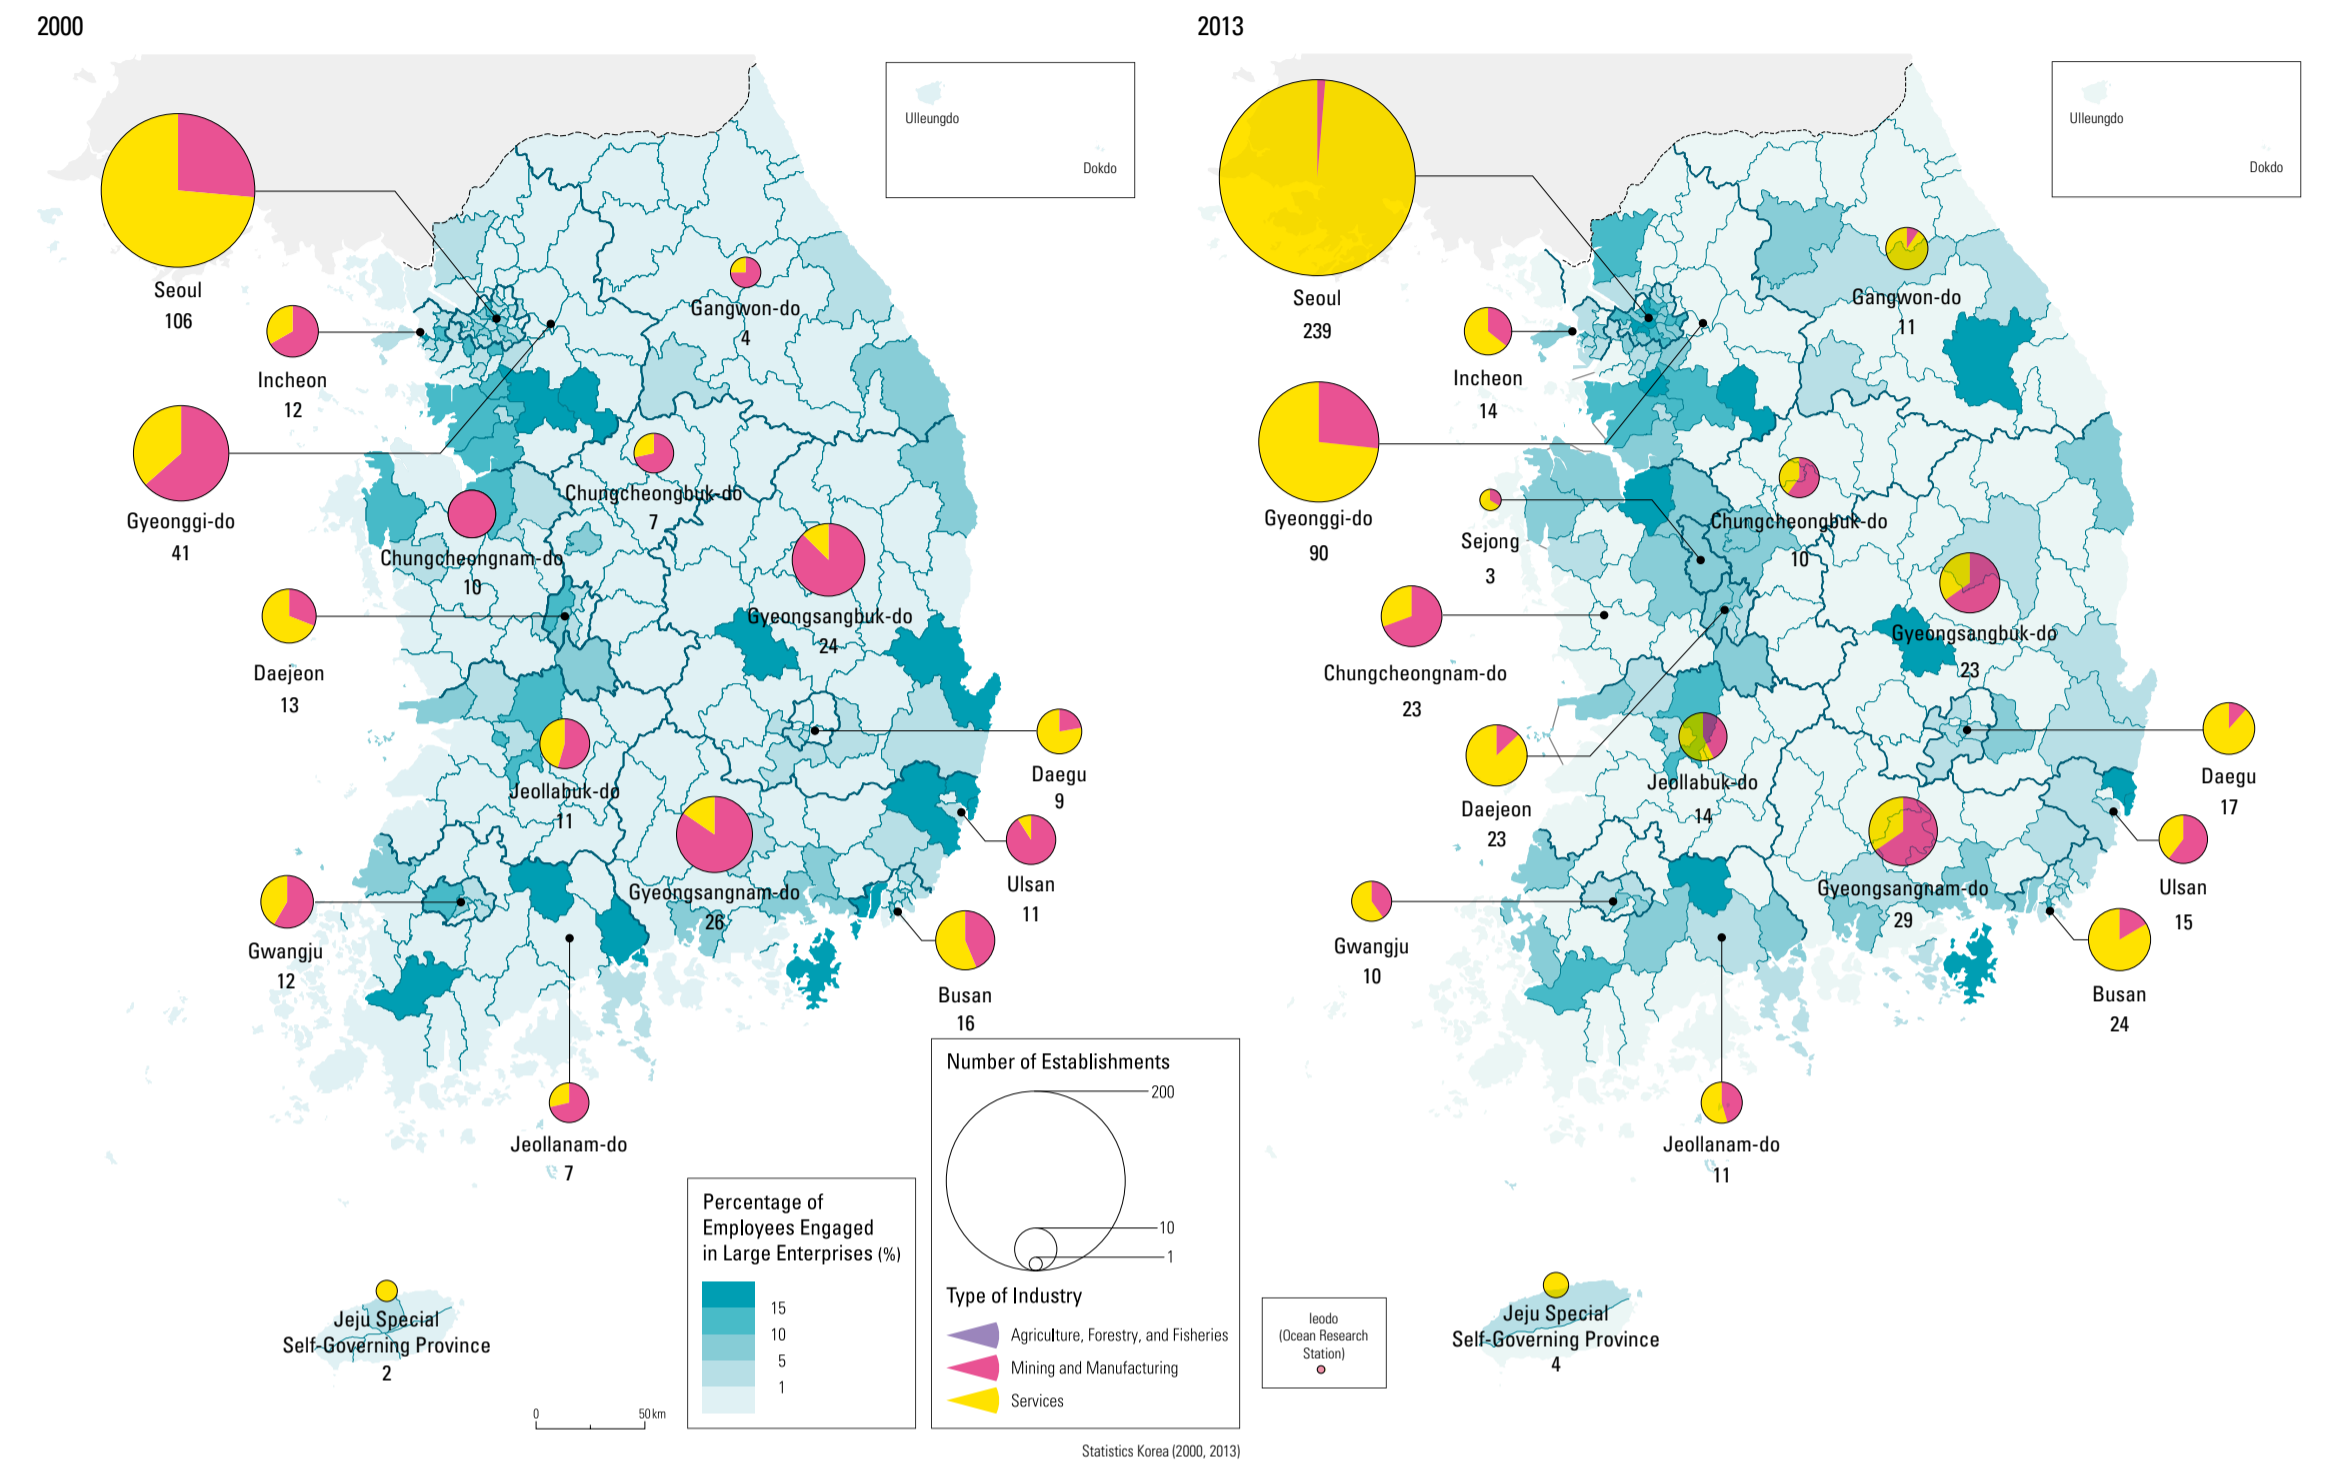 2000
Ulleungdo
Dokdo
Seoul
106
Incheon
12
Gyeonggi-do
41
Gangwon-do
4
Chungcheongbuk-do
7
Chungcheongnam-do
10
Daejeon
13
Gyeongsangbuk-do
24
Daegu
9
Jeollabuk-do
11
Gyeongsangnam-do
26
Ulsan
11
Busan
16
Gwangju
12
Jeollanam-do
7
Jeju Special
Self-Governing Province
2
2013
Ulleungdo
Dokdo
Seoul
239
Incheon
14
Gyeonggi-do
90
Gangwon-do
11
Sejong
3
Chungcheongbuk-do
10
Chungcheongnam-do
23
Gyeongsangbuk-do
23
Daejeon
23
Daegu
17
Jeollabuk-do
14
Gyeongsangnam-do
29
Ulsan
15
Busan
24
Gwangju
10
Jeollanam-do
11
Jeju Special
Self-Governing Province
4
Percentage of
Employees Engaged
in Large Enterprises (%)
15
10
5
1
Number of Establishments
200
10
1
Type of Industry
Agriculture, Forestry, and Fisheries
Mining and Manufacturing
Services
Ieodo
(Ocean Research
Station)
0 50 km
Statistics Korea (2000, 2013)